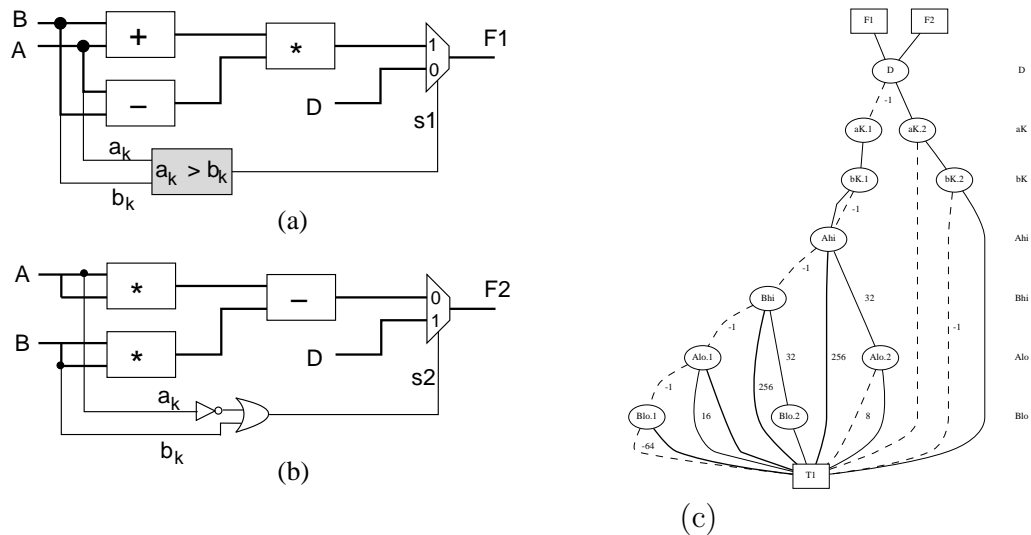 B
A
+
*
−
1
0
F1
D
s1
a_k
a_k > b_k
b_k
(a)
A
B
*
*
−
0
1
F2
D
s2
a_k
b_k
(b)
F1 F2
D D
-1
aK.1 aK.2 aK
bK.1 bK.2 bK
-1
Ahi Ahi
-1
Bhi 32 Bhi
-1 -1
Alo.1 32 256 Alo.2 Alo
-1 256
Blo.1 16 Blo.2 8 Blo
-64
T1
(c)